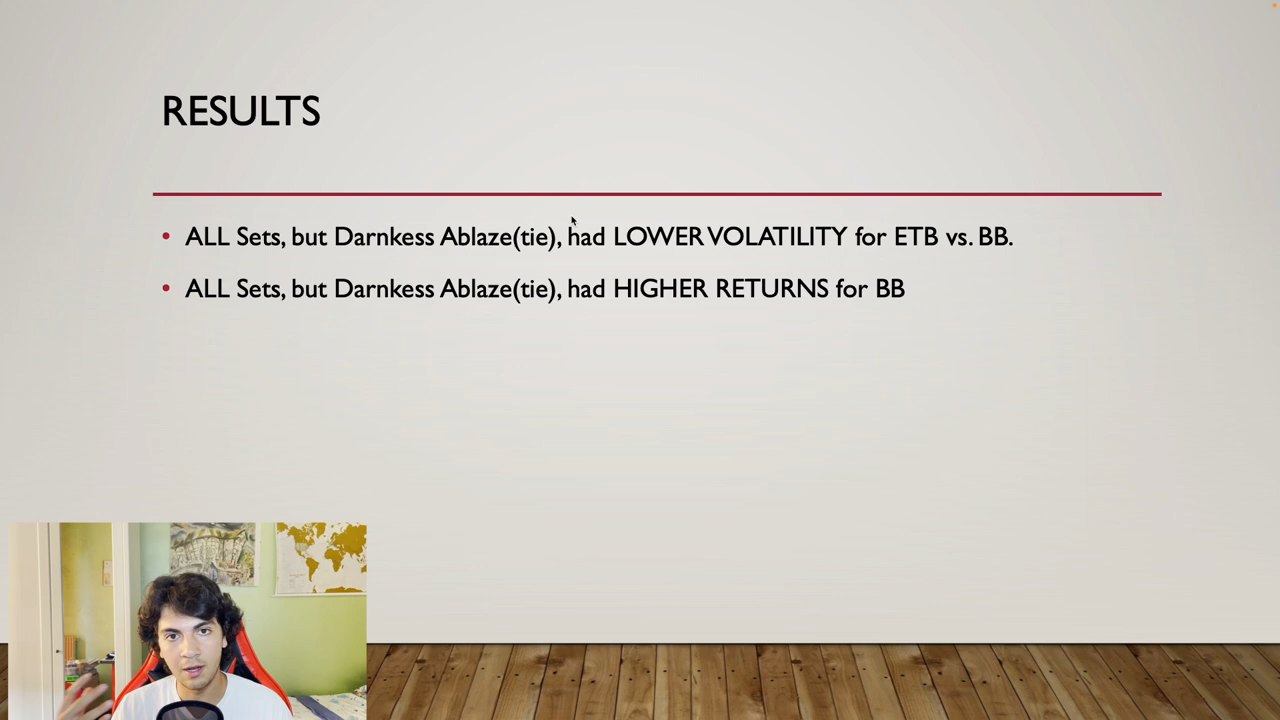 RESULTS
• ALL Sets, but Darnkess Ablaze(tie), had LOWER VOLATILITY for ETB vs. BB.
• ALL Sets, but Darnkess Ablaze(tie), had HIGHER RETURNS for BB